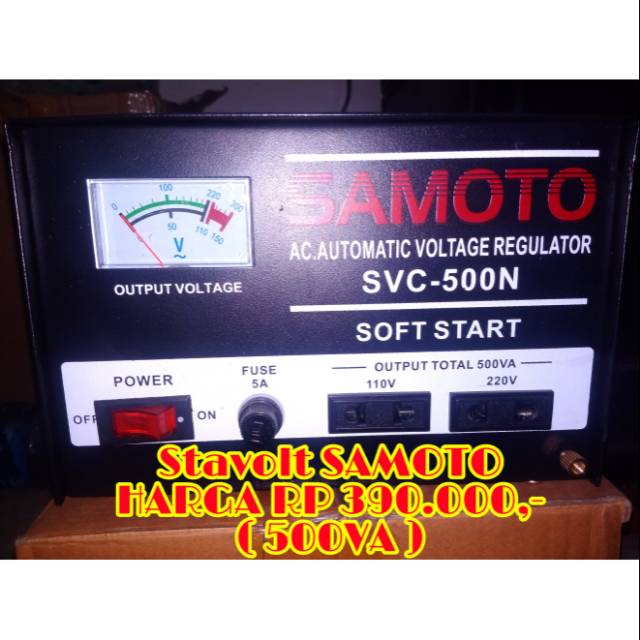 0 100 220 300
50 110 150
V
~
OUTPUT VOLTAGE
SAMOTO
AC.AUTOMATIC VOLTAGE REGULATOR
SVC-500N
SOFT START
POWER
OFF
ON
FUSE
5A
OUTPUT TOTAL 500VA
110V
220V
Stavolt SAMOTO
HARGA RP 390.000,-
( 500VA )